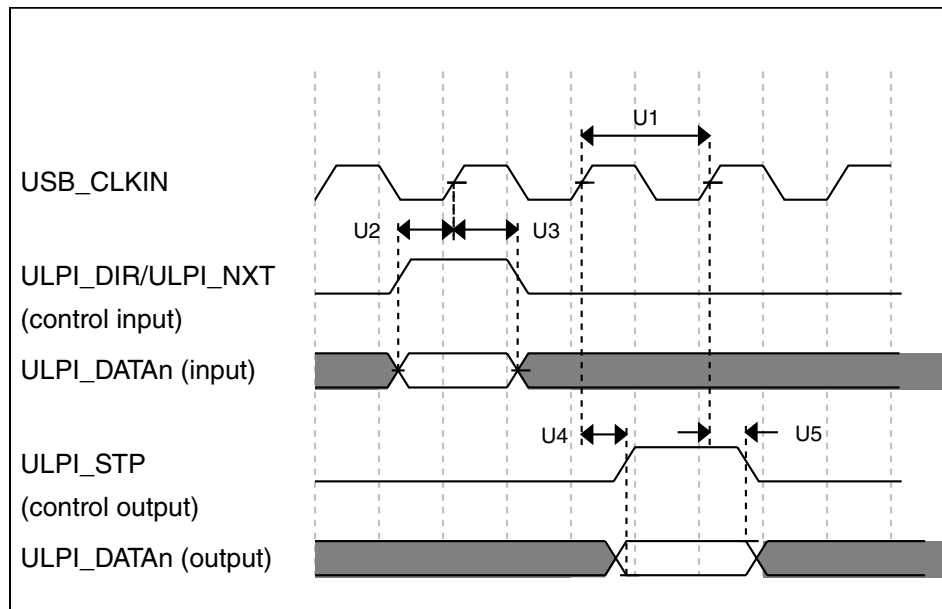 U1
USB_CLKIN
U2
U3
ULPI_DIR/ULPI_NXT
(control input)
ULPI_DATAn (input)
U4
U5
ULPI_STP
(control output)
ULPI_DATAn (output)